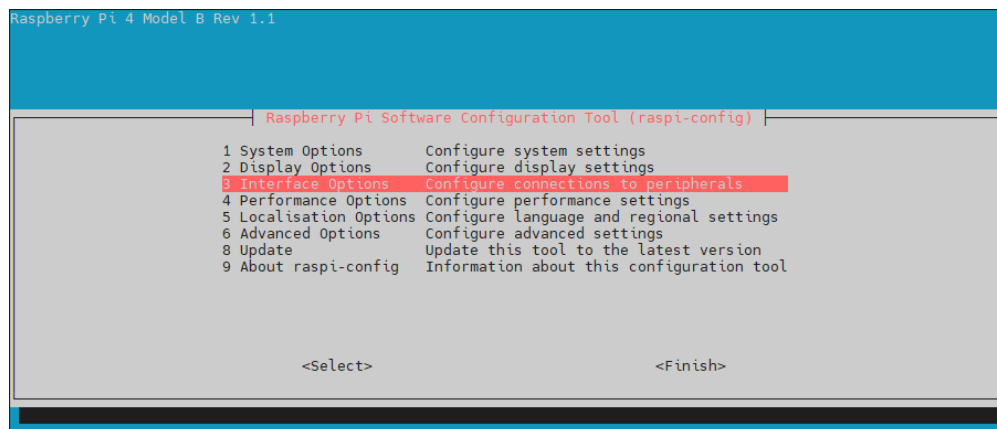 Raspberry Pi 4 Model B Rev 1.1
Raspberry Pi Software Configuration Tool (raspi-config)
1 System Options Configure system settings
2 Display Options Configure display settings
3 Interface Options Configure connections to peripherals
4 Performance Options Configure performance settings
5 Localisation Options Configure language and regional settings
6 Advanced Options Configure advanced settings
8 Update Update this tool to the latest version
9 About raspi-config Information about this configuration tool
<Select> <Finish>